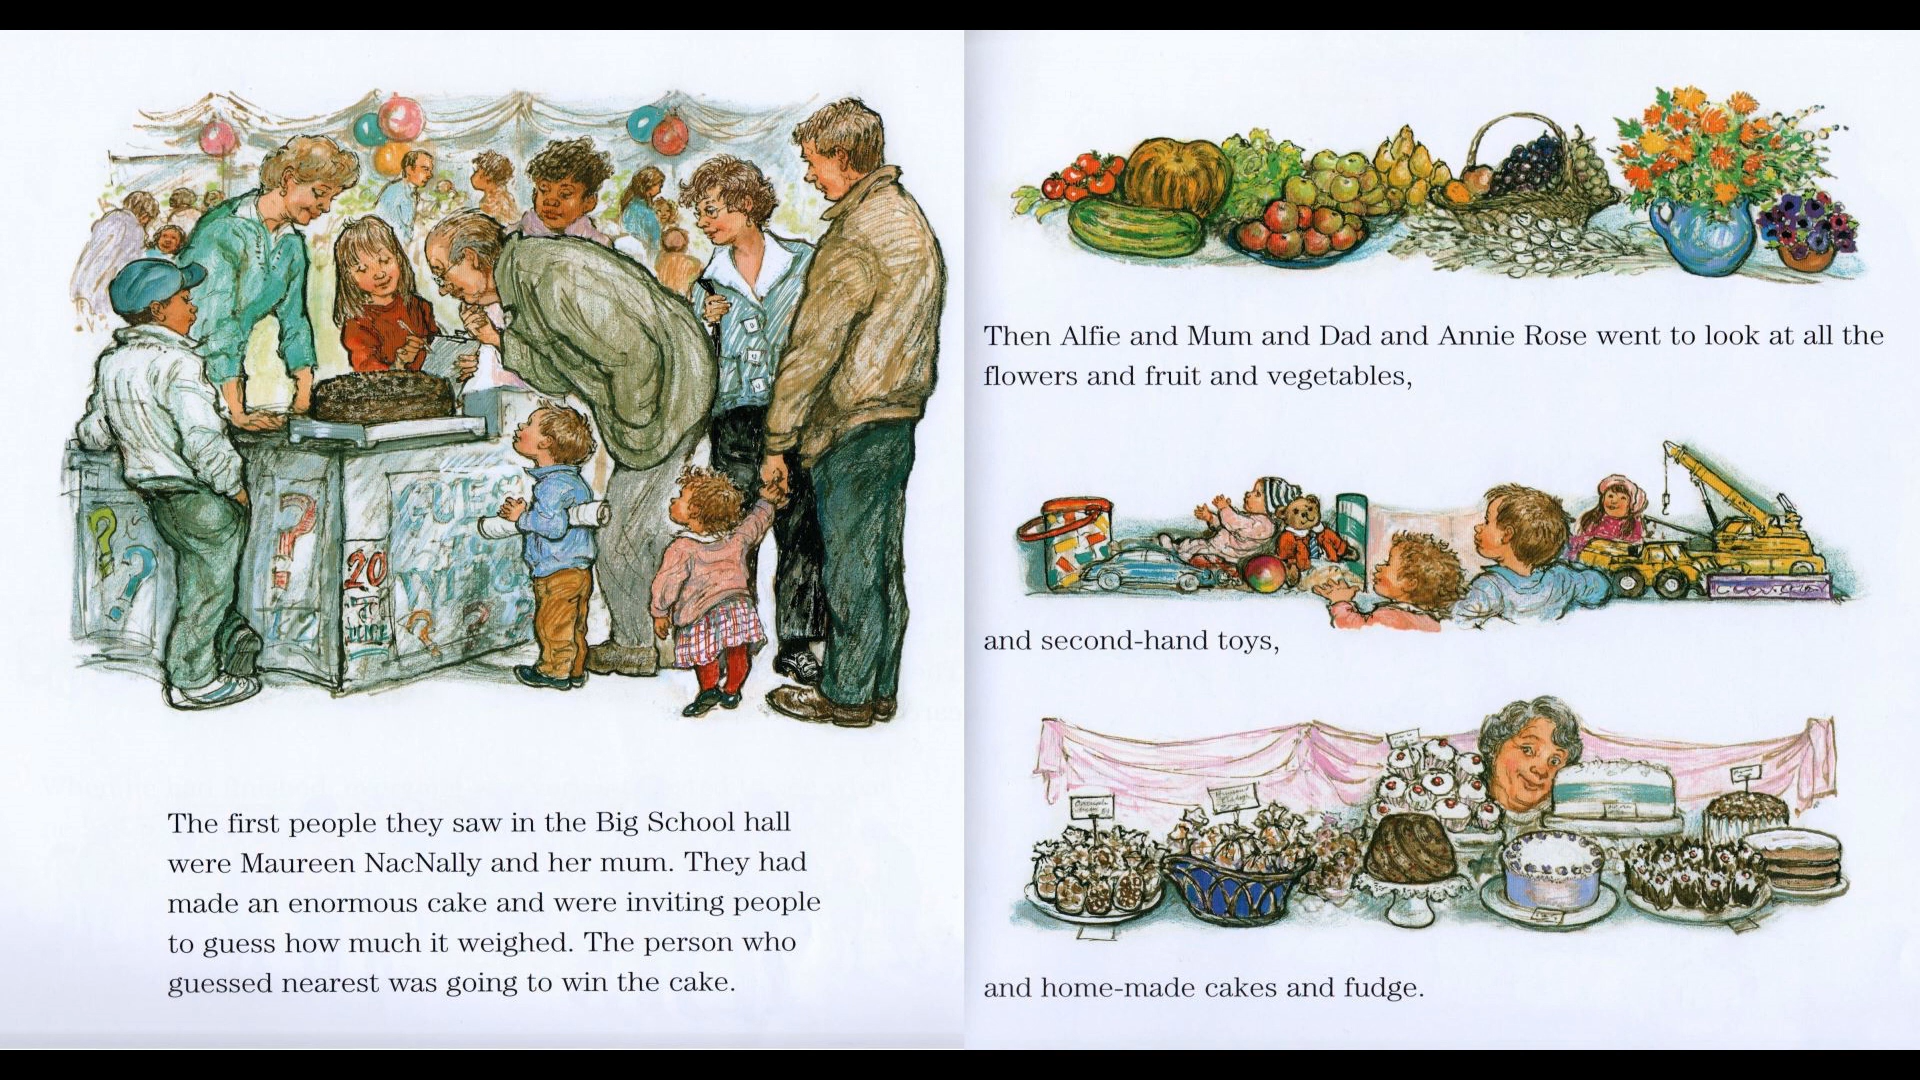 GUESS
20
The first people they saw in the Big School hall
were Maureen NacNally and her mum. They had
made an enormous cake and were inviting people
to guess how much it weighed. The person who
guessed nearest was going to win the cake.
Then Alfie and Mum and Dad and Annie Rose went to look at all the
flowers and fruit and vegetables,
and second-hand toys,
and home-made cakes and fudge.